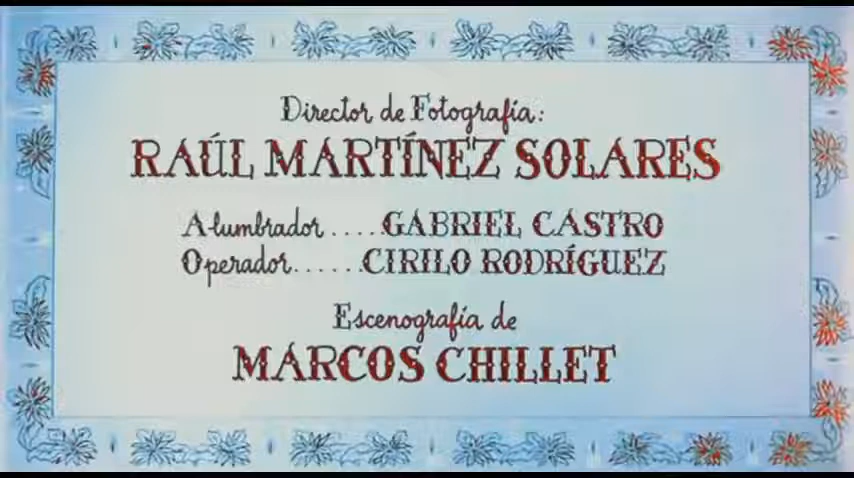 Director de Fotografía:
RAÚL MARTÍNEZ SOLARES
Alumbrador .....GABRIEL CASTRO
Operador......CIRILO RODRÍGUEZ
Escenografía de
MARCOS CHILLET